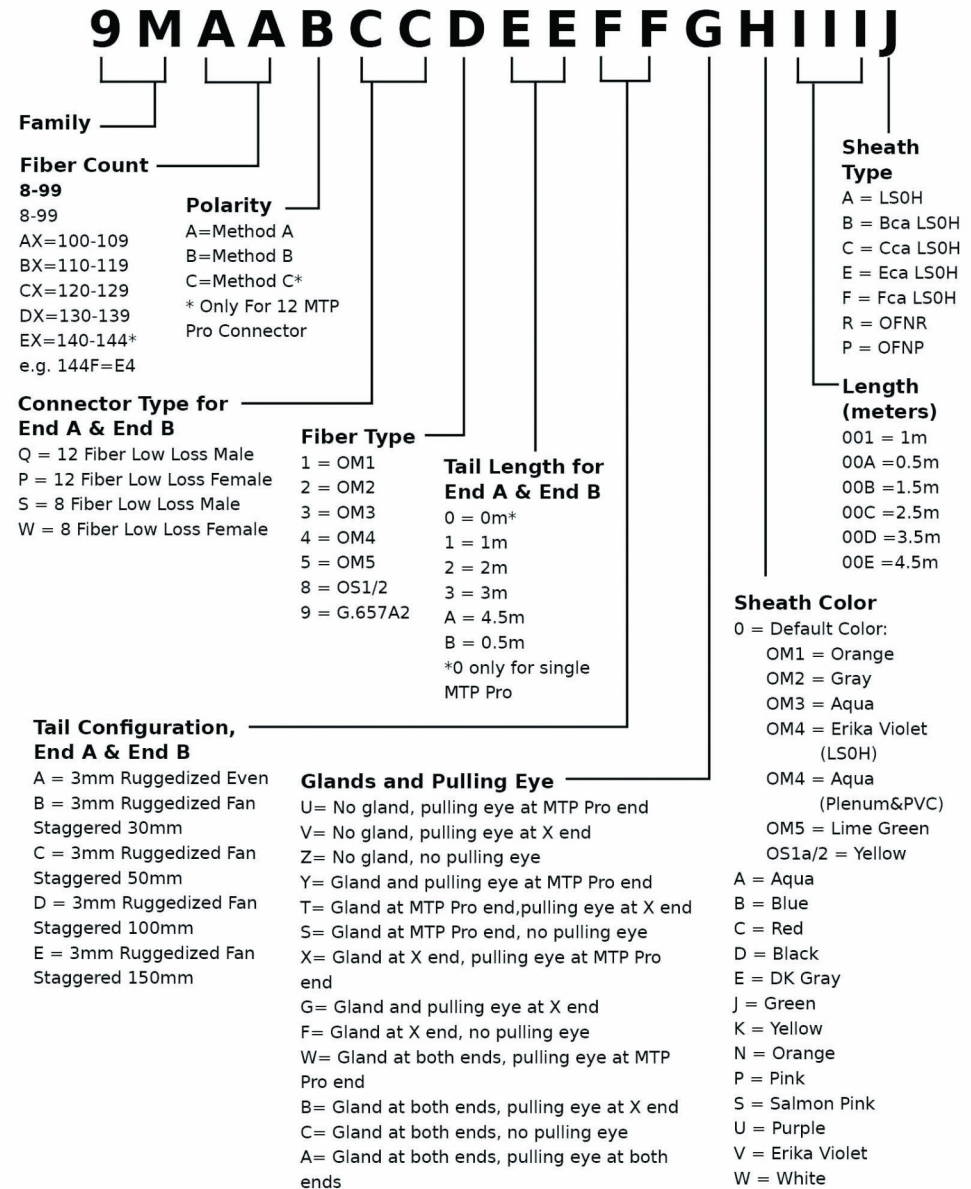 9 M A A B C C D E E F F G H I I I J
Family
Fiber Count
8-99
8-99
AX=100-109
BX=110-119
CX=120-129
DX=130-139
EX=140-144*
e.g. 144F=E4
Polarity
A=Method A
B=Method B
C=Method C*
* Only For 12 MTP
Pro Connector
Connector Type for
End A & End B
Q = 12 Fiber Low Loss Male
P = 12 Fiber Low Loss Female
S = 8 Fiber Low Loss Male
W = 8 Fiber Low Loss Female
Fiber Type
1 = OM1
2 = OM2
3 = OM3
4 = OM4
5 = OM5
8 = OS1/2
9 = G.657A2
Tail Length for
End A & End B
0 = 0m*
1 = 1m
2 = 2m
3 = 3m
A = 4.5m
B = 0.5m
*0 only for single
MTP Pro
Tail Configuration,
End A & End B
A = 3mm Ruggedized Even
B = 3mm Ruggedized Fan
Staggered 30mm
C = 3mm Ruggedized Fan
Staggered 50mm
D = 3mm Ruggedized Fan
Staggered 100mm
E = 3mm Ruggedized Fan
Staggered 150mm
Glands and Pulling Eye
U= No gland, pulling eye at MTP Pro end
V= No gland, pulling eye at X end
Z= No gland, no pulling eye
Y= Gland and pulling eye at MTP Pro end
T= Gland at MTP Pro end,pulling eye at X end
S= Gland at MTP Pro end, no pulling eye
X= Gland at X end, pulling eye at MTP Pro
end
G= Gland and pulling eye at X end
F= Gland at X end, no pulling eye
W= Gland at both ends, pulling eye at MTP
Pro end
B= Gland at both ends, pulling eye at X end
C= Gland at both ends, no pulling eye
A= Gland at both ends, pulling eye at both
ends
Sheath Color
0 = Default Color:
OM1 = Orange
OM2 = Gray
OM3 = Aqua
OM4 = Erika Violet
(LS0H)
OM4 = Aqua
(Plenum&PVC)
OM5 = Lime Green
OS1a/2 = Yellow
A = Aqua
B = Blue
C = Red
D = Black
E = DK Gray
J = Green
K = Yellow
N = Orange
P = Pink
S = Salmon Pink
U = Purple
V = Erika Violet
W = White
Length
(meters)
001 = 1m
00A =0.5m
00B =1.5m
00C =2.5m
00D =3.5m
00E =4.5m
Sheath
Type
A = LS0H
B = Bca LS0H
C = Cca LS0H
E = Eca LS0H
F = Fca LS0H
R = OFNR
P = OFNP